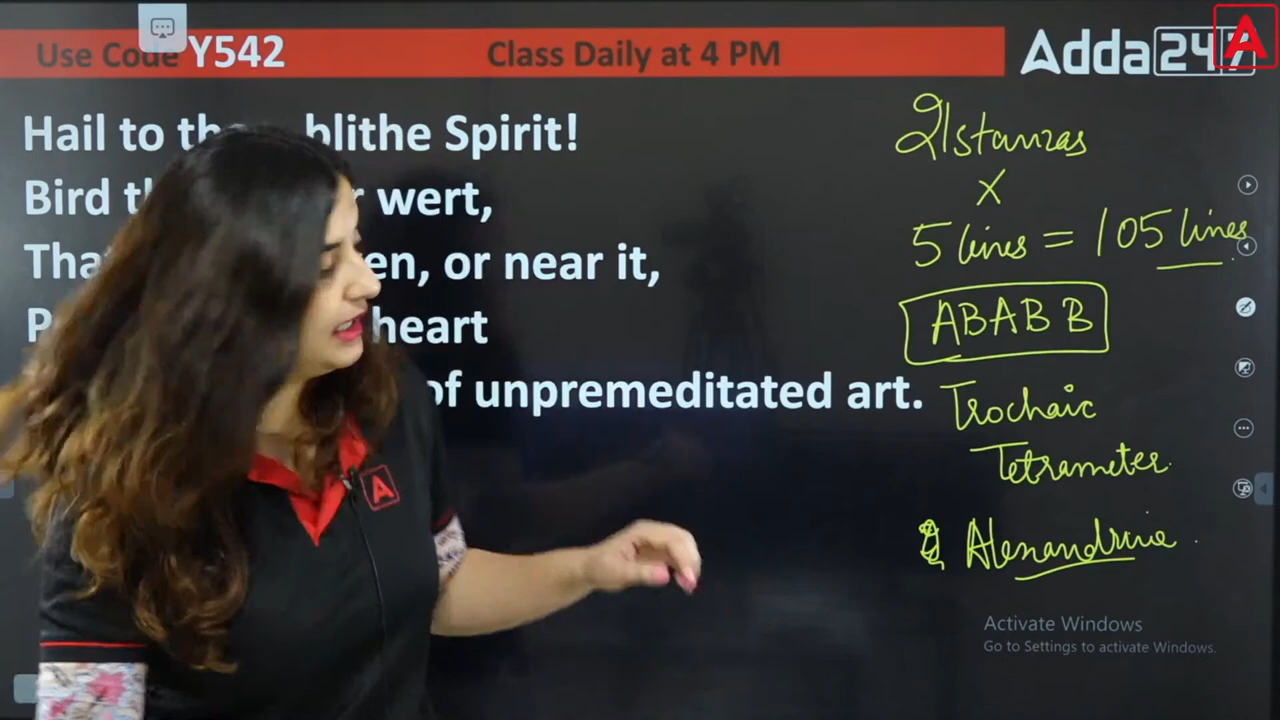 Use Code Y542
Class Daily at 4 PM
Adda247
A
Hail to the blithe Spirit!
Bird th r wert,
Tha en, or near it,
P heart
of unpremeditated art.
21 stanzas
X
5 lines = 105 lines
ABAB B
Trochaic
Tetrameter.
& Alexandrine.
A
Activate Windows
Go to Settings to activate Windows.